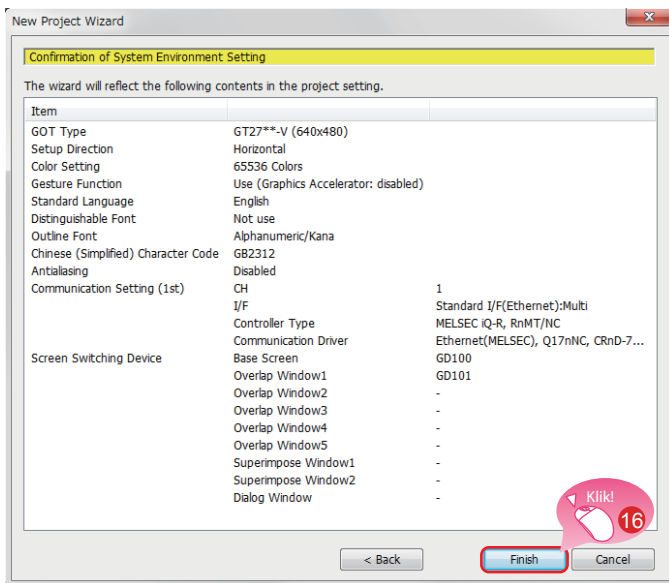 New Project Wizard
Confirmation of System Environment Setting
The wizard will reflect the following contents in the project setting.
Item
GOT Type GT27**-V (640x480)
Setup Direction Horizontal
Color Setting 65536 Colors
Gesture Function Use (Graphics Accelerator: disabled)
Standard Language English
Distinguishable Font Not use
Outline Font Alphanumeric/Kana
Chinese (Simplified) Character Code GB2312
Antialiasing Disabled
Communication Setting (1st) CH 1
I/F Standard I/F(Ethernet):Multi
Controller Type MELSEC iQ-R, RnMT/NC
Communication Driver Ethernet(MELSEC), Q17nNC, CRnD-7...
Screen Switching Device Base Screen GD100
Overlap Window1 GD101
Overlap Window2 -
Overlap Window3 -
Overlap Window4 -
Overlap Window5 -
Superimpose Window1 -
Superimpose Window2 -
Dialog Window -
Klik!
16
< Back Finish Cancel